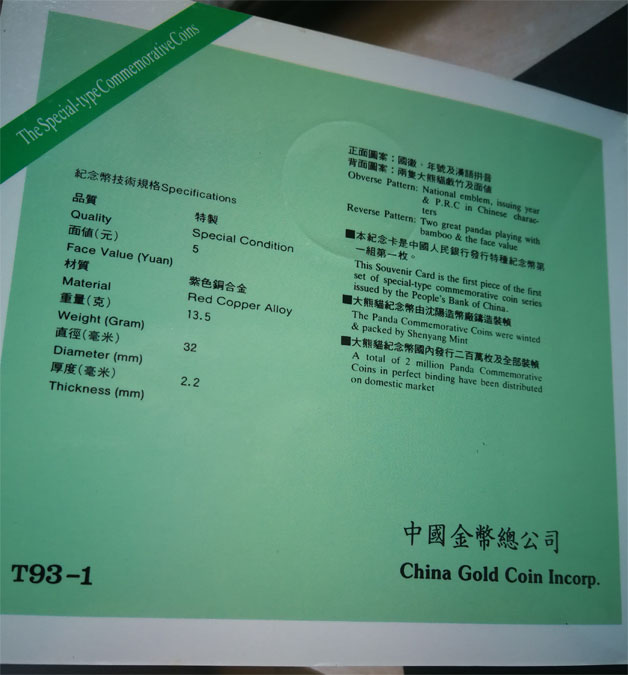 The Special-type Commemorative Coins
紀念幣技術規格Specifications
品質 特製
Quality Special Condition
面値(元) 5
Face Value (Yuan)
材質 紫色銅合金
Material Red Copper Alloy
重量(克) 13.5
Weight (Gram)
直徑(毫米) 32
Diameter (mm)
厚度(毫米) 2.2
Thickness (mm)
正面圖案：國徽、年號及漢語拼音
背面圖案：兩隻大熊貓戲竹及面値
Obverse Pattern: National emblem, issuing year
& P.R.C in Chinese charac-
ters
Reverse Pattern: Two great pandas playing with
bamboo & the face value
■本紀念卡是中國人民銀行發行特種紀念幣第
一組第一枚。
This Souvenir Card is the first piece of the first
set of special-type commemorative coin series
issued by the People's Bank of China.
■大熊貓紀念幣由沈陽造幣廠鑄造裝幀
The Panda Commemorative Coins were winted
& packed by Shenyang Mint
■大熊貓紀念幣國內發行二百萬枚及全部裝幀
A total of 2 million Panda Commemorative
Coins in perfect binding have been distributed
on domestic market
中國金幣總公司
China Gold Coin Incorp.
T93-1